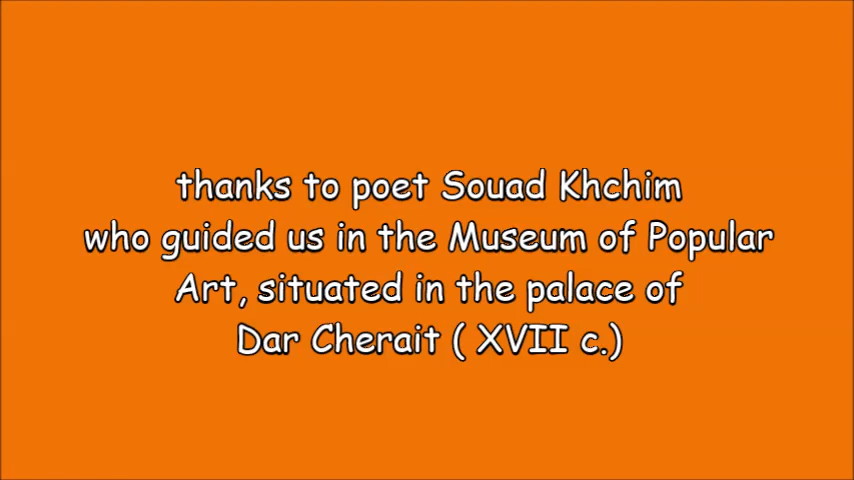 thanks to poet Souad Khchim
who guided us in the Museum of Popular
Art, situated in the palace of
Dar Cherait ( XVII c.)